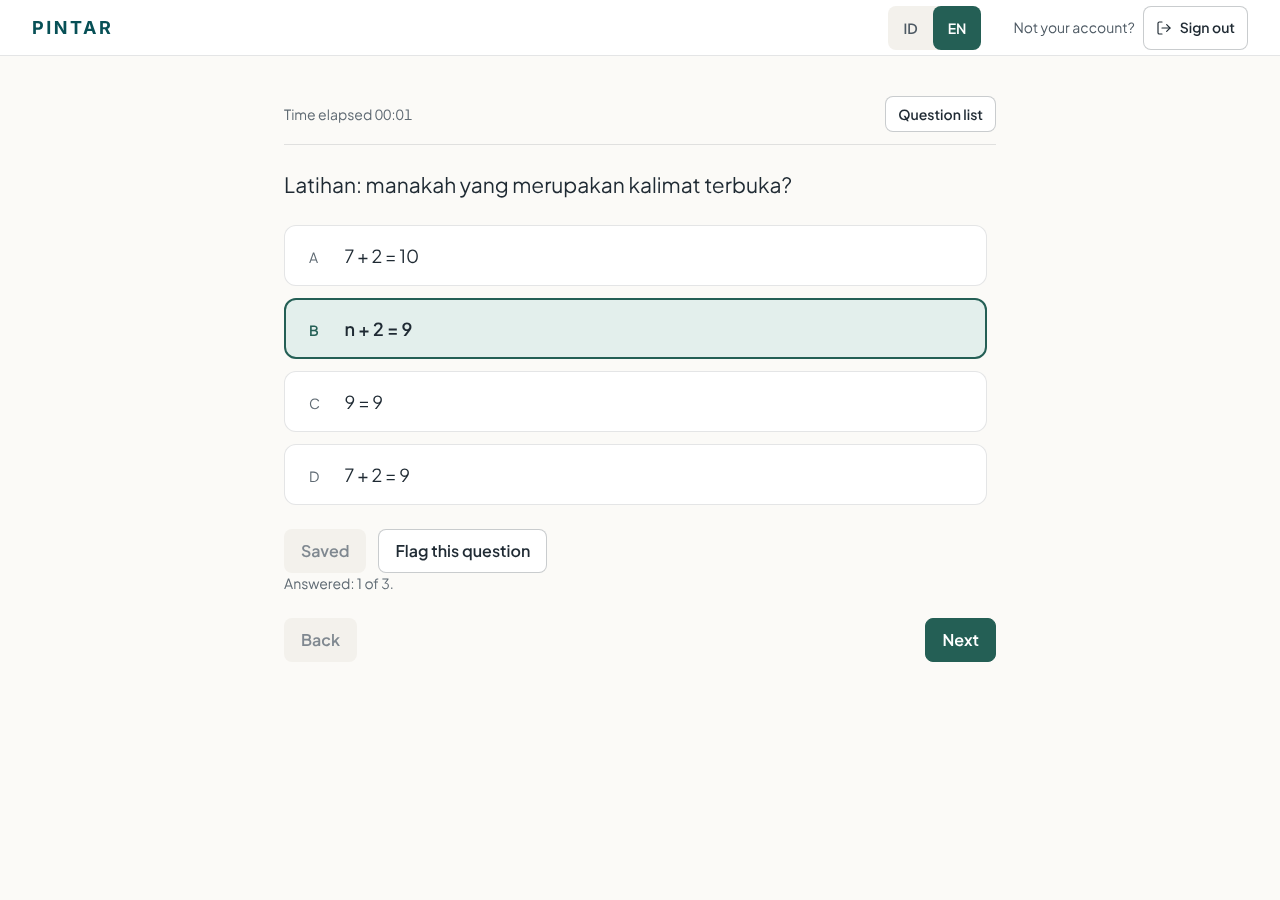 PINTAR
ID EN Not your account? Sign out
Time elapsed 00:01 Question list
Latihan: manakah yang merupakan kalimat terbuka?
A 7 + 2 = 10
B n + 2 = 9
C 9 = 9
D 7 + 2 = 9
Saved Flag this question
Answered: 1 of 3.
Back Next